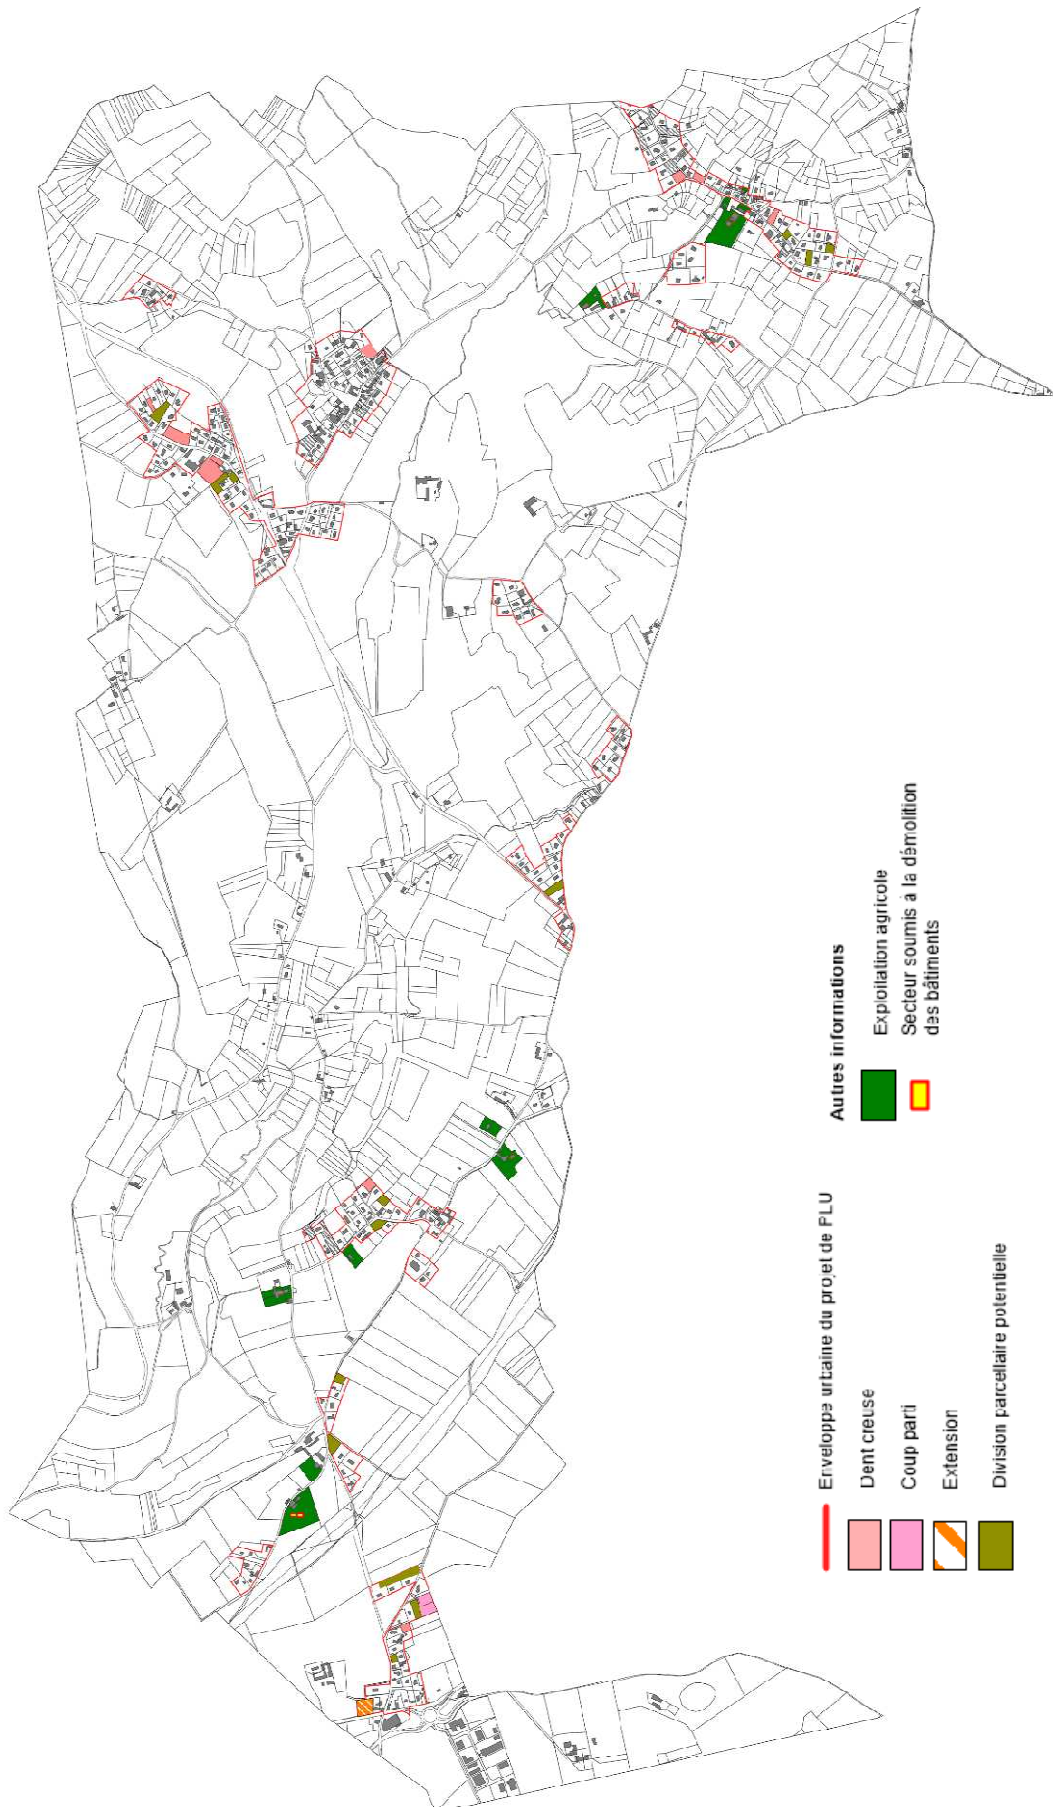 Enveloppe urbaine du projet de PLU
Dent creuse
Coup parti
Extension
Division parcellaire potentielle
Autres informations
Exploitation agricole
Secteur soumis à la démolition
des bâtiments